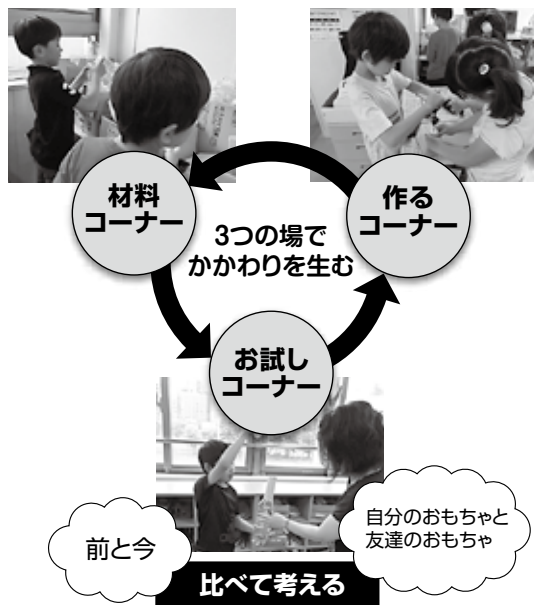 材料
コーナー
作る
コーナー
3つの場で
かかわりを生む
お試し
コーナー
前と今
自分のおもちゃと
友達のおもちゃ
比べて考える